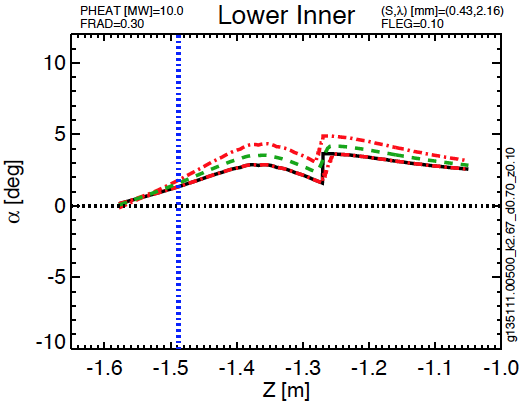 PHEAT [MW]=10.0
FRAD=0.30
Lower Inner
(S,λ) [mm]=(0.43,2.16)
FLEG=0.10
α [deg]
10
5
0
-5
-10
-1.6 -1.5 -1.4 -1.3 -1.2 -1.1 -1.0
Z [m]
g135111.00500_k2.67_d0.70_z0.10